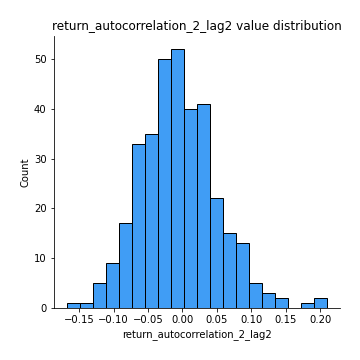 return_autocorrelation_2_lag2 value distribution
50
40
30
20
10
0
Count
−0.15 −0.10 −0.05 0.00 0.05 0.10 0.15 0.20
return_autocorrelation_2_lag2